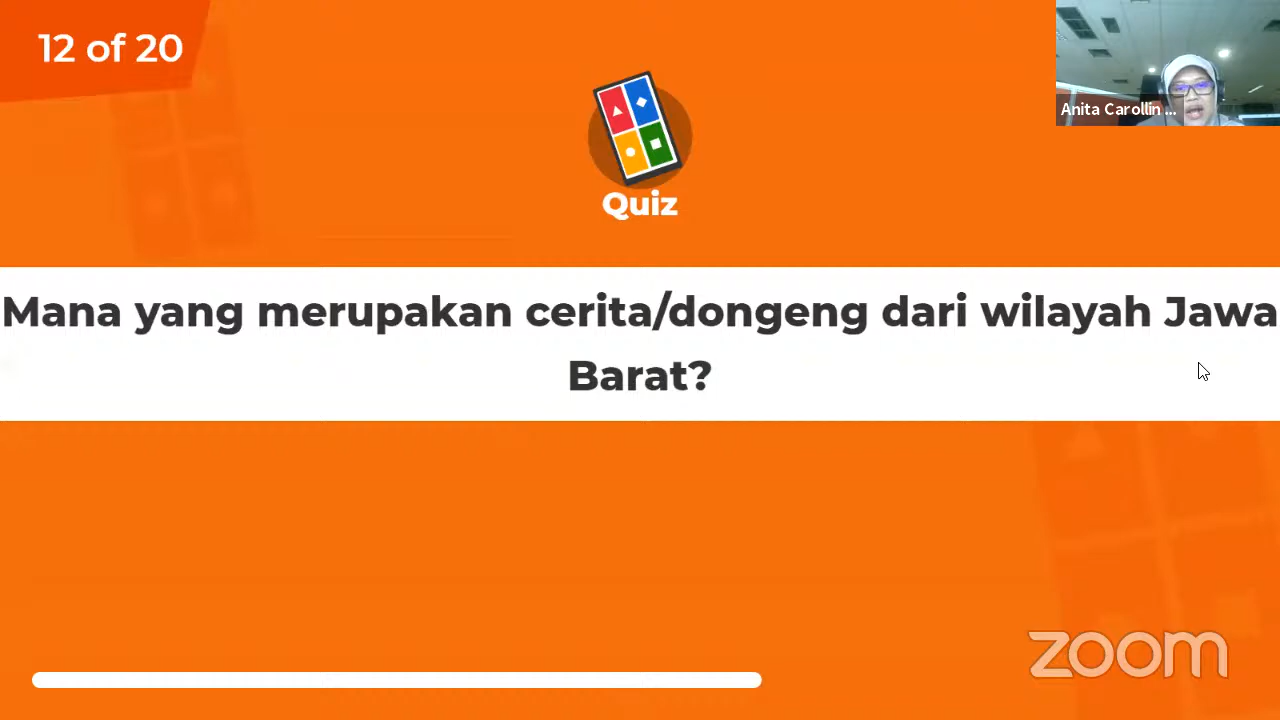 12 of 20
Anita Carollin ...
Quiz
Mana yang merupakan cerita/dongeng dari wilayah Jawa
Barat?
zoom